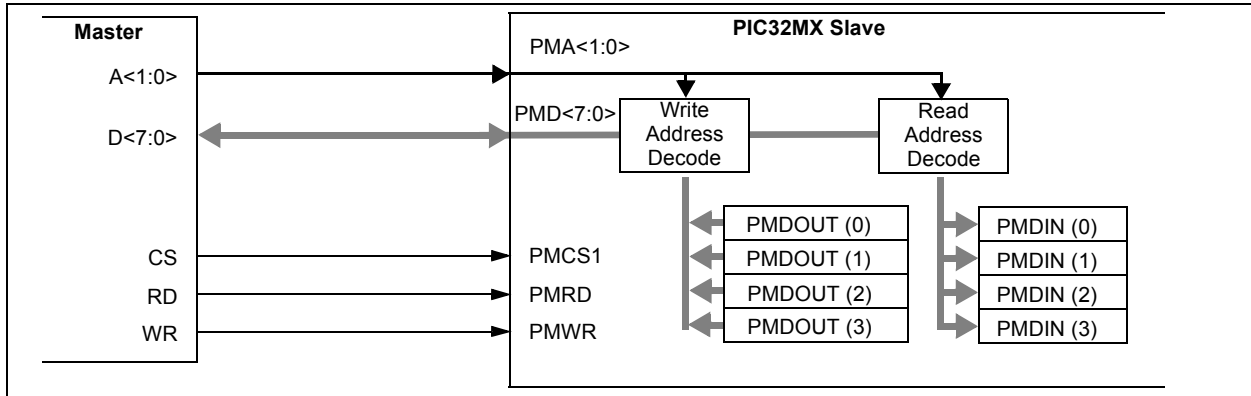 Master
PIC32MX Slave
PMA<1:0>
A<1:0>
PMD<7:0>
D<7:0>
Write
Address
Decode
Read
Address
Decode
PMDOUT (0)
PMDIN (0)
PMDOUT (1)
PMDIN (1)
PMDOUT (2)
PMDIN (2)
PMDOUT (3)
PMDIN (3)
CS
PMCS1
RD
PMRD
WR
PMWR